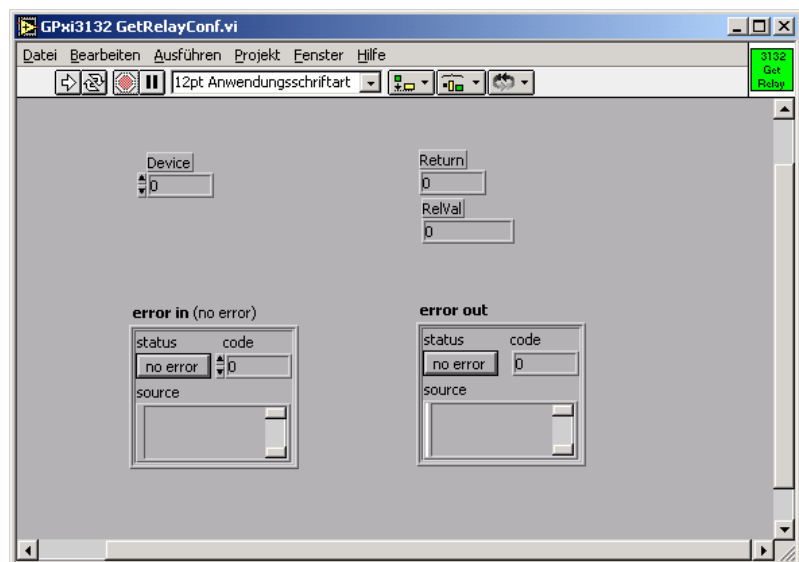 GPxi3132 GetRelayConf.vi
Datei Bearbeiten Ausführen Projekt Fenster Hilfe
12pt Anwendungsschriftart
3132
Get
Relay
Device
0
Return
0
RelVal
0
error in (no error)
status code
no error 0
source
error out
status code
no error 0
source